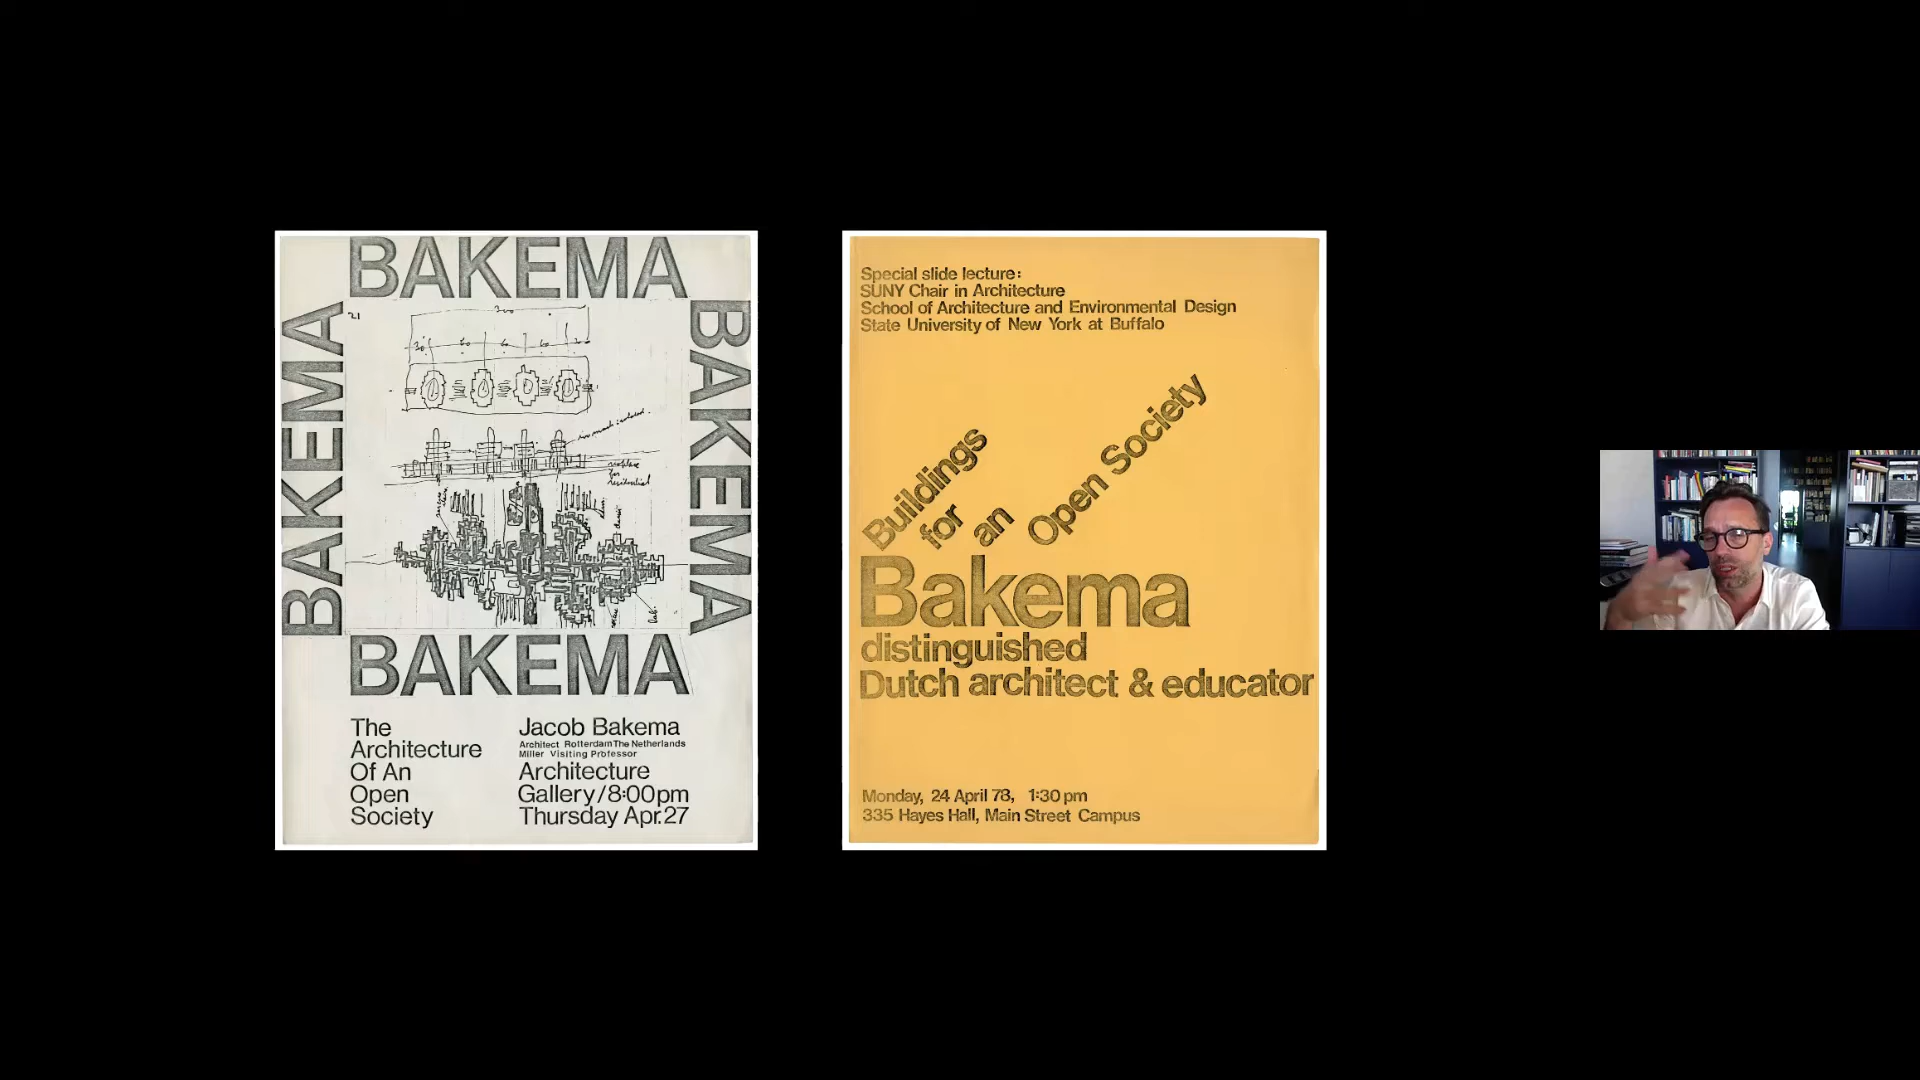 BAKEMA
BAKEMA
BAKEMA
21
BAKEMA
The
Architecture
Of An
Open
Society
Jacob Bakema
Architect Rotterdam The Netherlands
Miller Visiting Professor
Architecture
Gallery/8:00pm
Thursday Apr.27
Special slide lecture:
SUNY Chair in Architecture
School of Architecture and Environmental Design
State University of New York at Buffalo
Buildings
for
an
Open Society
Bakema
distinguished
Dutch architect & educator
Monday, 24 April 78, 1:30 pm
335 Hayes Hall, Main Street Campus